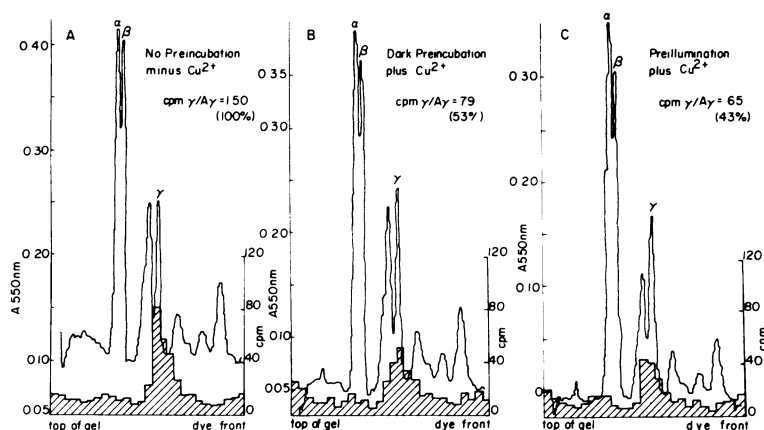 A
α
β
No Preincubation
minus Cu2+
cpm γ/Aγ = 150
(100%)
γ
0.40
0 30
0 20
0 10
0 05
A 550nm
120
80
40
0
cpm
top of gel
dye front
B
α
β
Dark Preincubation
plus Cu2+
cpm γ/Aγ = 79
(53%)
γ
0.35
0 30
0 20
0 10
0 05
A550nm
120
80
40
0
cpm
top of gel
dye front
C
α
β
Preillumination
plus Cu2+
cpm γ/Aγ = 65
(43%)
γ
0.30
0 20
0 10
0
A550nm
120
80
40
0
cpm
top of gel
dye front